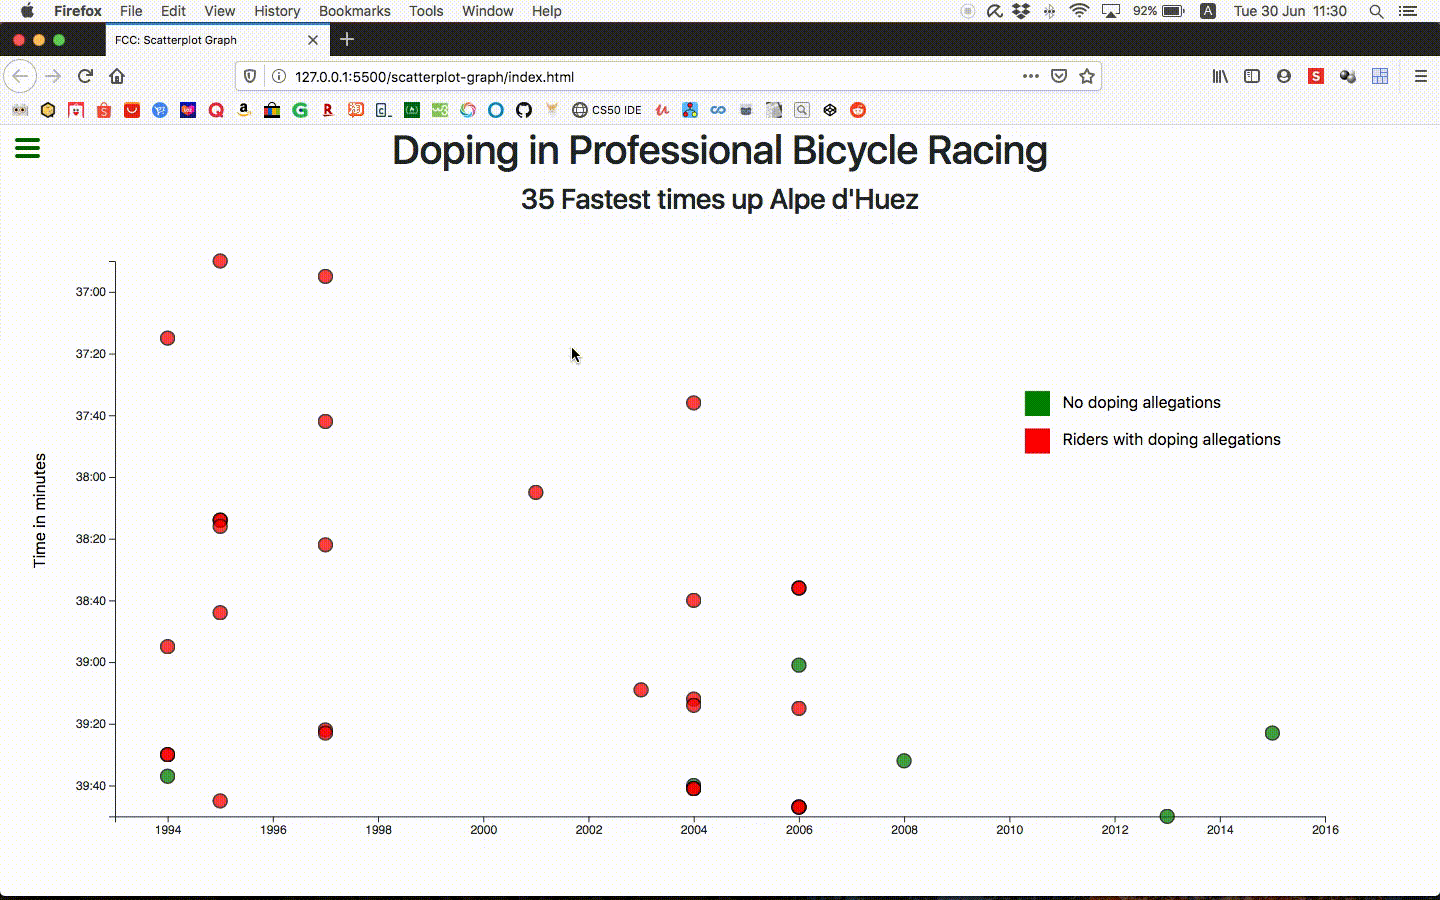 Firefox File Edit View History Bookmarks Tools Window Help 92% A Tue 30 Jun 11:30
FCC: Scatterplot Graph
127.0.0.1:5500/scatterplot-graph/index.html
CS50 IDE
Doping in Professional Bicycle Racing
35 Fastest times up Alpe d'Huez
37:00
37:20
37:40
38:00
38:20
38:40
39:00
39:20
39:40
Time in minutes
No doping allegations
Riders with doping allegations
1994 1996 1998 2000 2002 2004 2006 2008 2010 2012 2014 2016